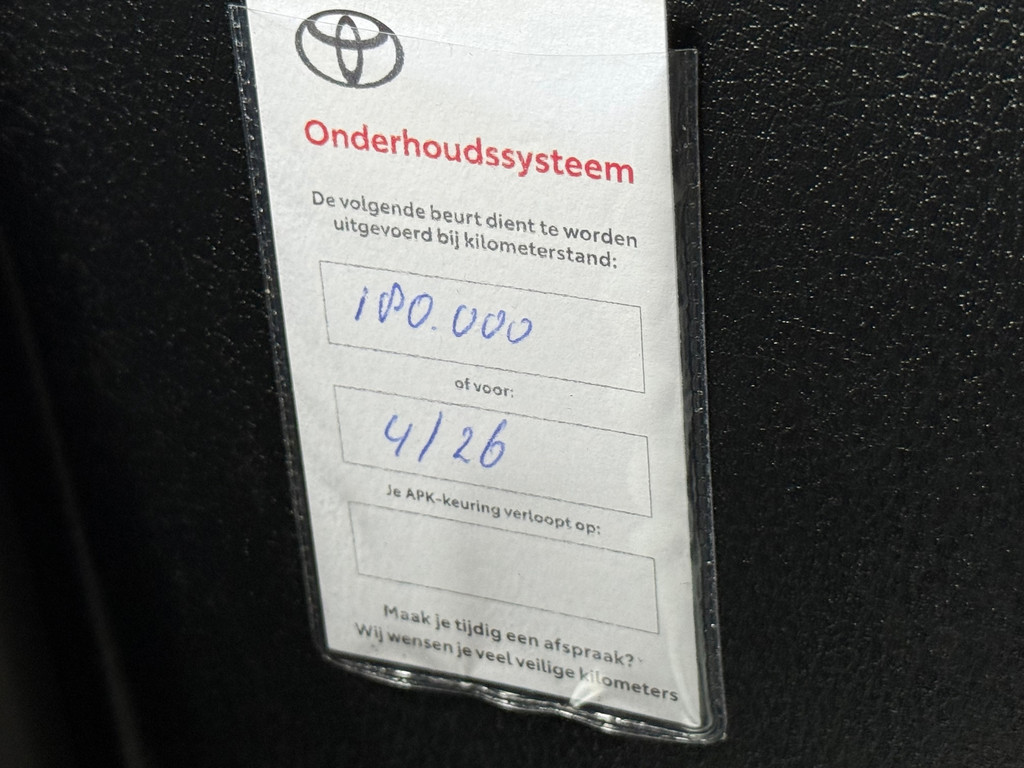 Onderhoudssysteem
De volgende beurt dient te worden
uitgevoerd bij kilometerstand:
180.000
of voor:
4/26
Je APK-keuring verloopt op:
Maak je tijdig een afspraak?
Wij wensen je veel veilige kilometers